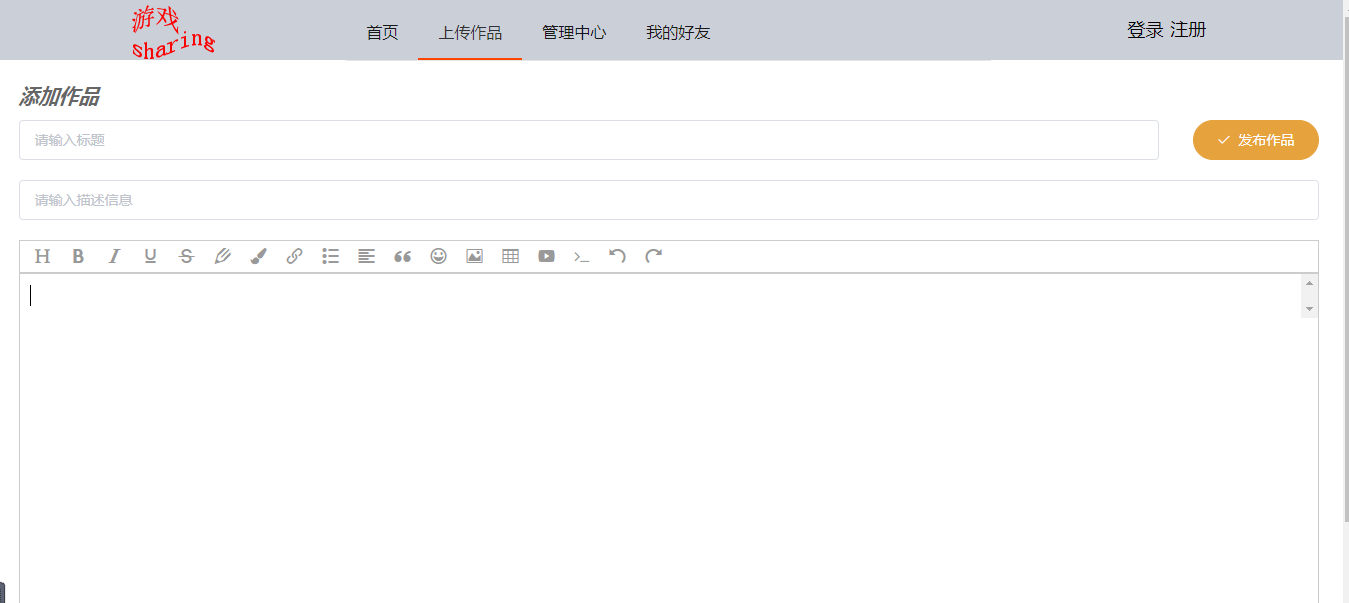 游戏
sharing
首页 上传作品 管理中心 我的好友 登录 注册
添加作品
请输入标题
发布作品
请输入描述信息
H B I U S